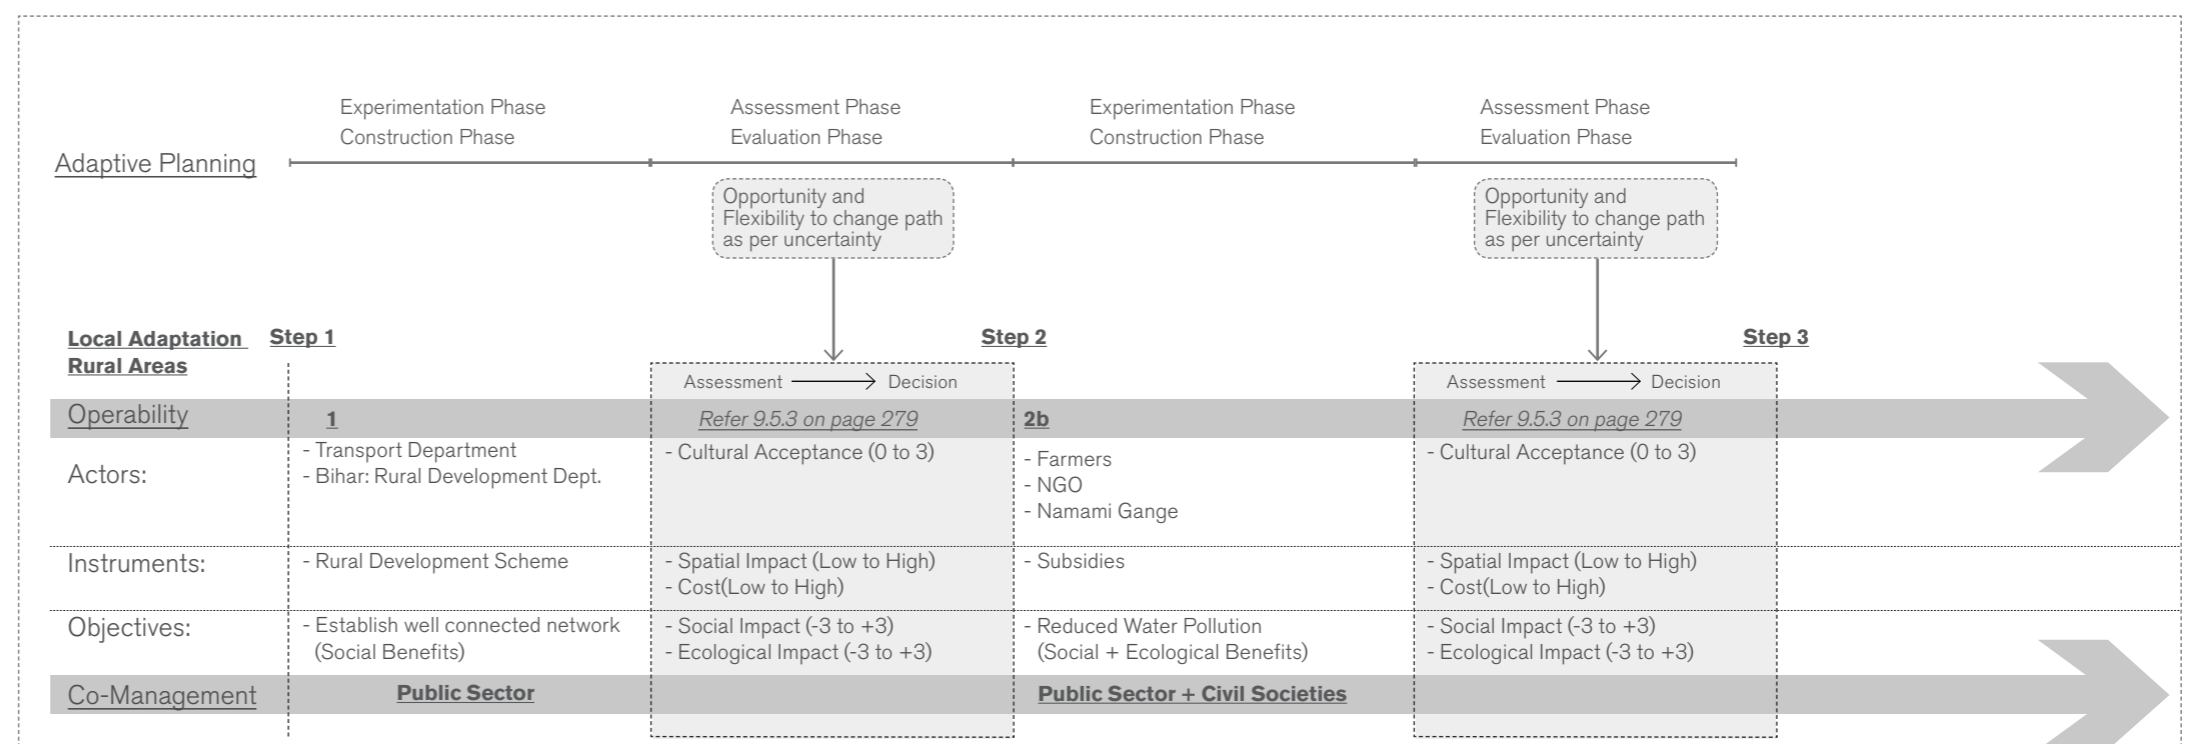 Experimentation Phase
Construction Phase
Assessment Phase
Evaluation Phase
Experimentation Phase
Construction Phase
Assessment Phase
Evaluation Phase
Adaptive Planning
Opportunity and
Flexibility to change path
as per uncertainty
Opportunity and
Flexibility to change path
as per uncertainty
Local Adaptation
Rural Areas
Step 1
Step 2
Step 3
Assessment
Decision
Assessment
Decision
Operability
1
Refer 9.5.3 on page 279
2b
Refer 9.5.3 on page 279
Actors:
- Transport Department
- Bihar: Rural Development Dept.
- Cultural Acceptance (0 to 3)
- Farmers
- NGO
- Namami Gange
- Cultural Acceptance (0 to 3)
Instruments:
- Rural Development Scheme
- Spatial Impact (Low to High)
- Cost(Low to High)
- Subsidies
- Spatial Impact (Low to High)
- Cost(Low to High)
Objectives:
- Establish well connected network
(Social Benefits)
- Social Impact (-3 to +3)
- Ecological Impact (-3 to +3)
- Reduced Water Pollution
(Social + Ecological Benefits)
- Social Impact (-3 to +3)
- Ecological Impact (-3 to +3)
Co-Management
Public Sector
Public Sector + Civil Societies